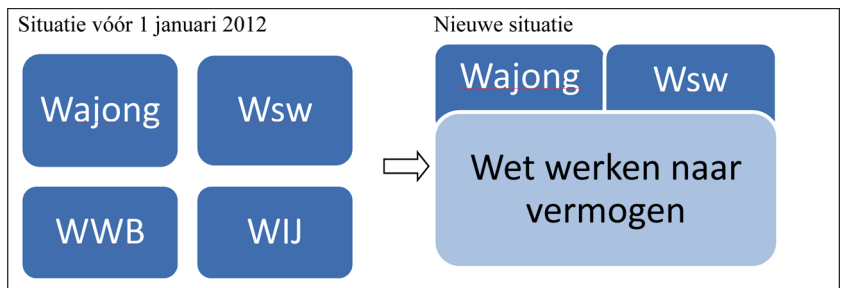 Situatie vóór 1 januari 2012
Wajong
Wsw
WWB
WIJ
Nieuwe situatie
Wajong
Wsw
Wet werken naar
vermogen